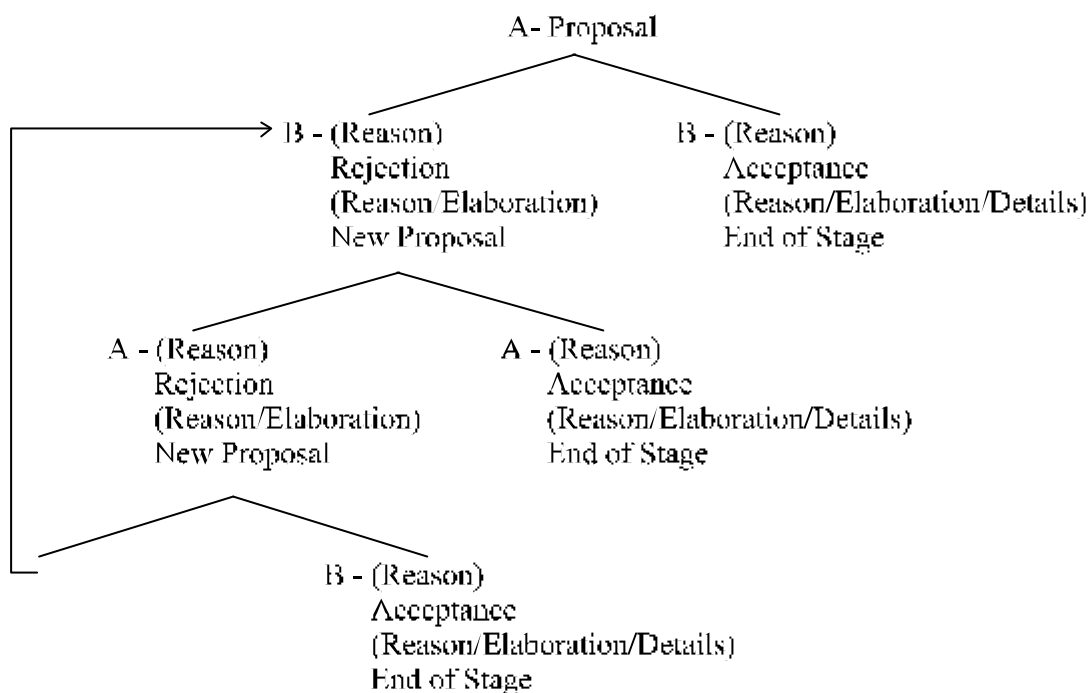 A- Proposal
B - (Reason)
Rejection
(Reason/Elaboration)
New Proposal
B - (Reason)
Acceptance
(Reason/Elaboration/Details)
End of Stage
A - (Reason)
Rejection
(Reason/Elaboration)
New Proposal
A - (Reason)
Acceptance
(Reason/Elaboration/Details)
End of Stage
B - (Reason)
Acceptance
(Reason/Elaboration/Details)
End of Stage